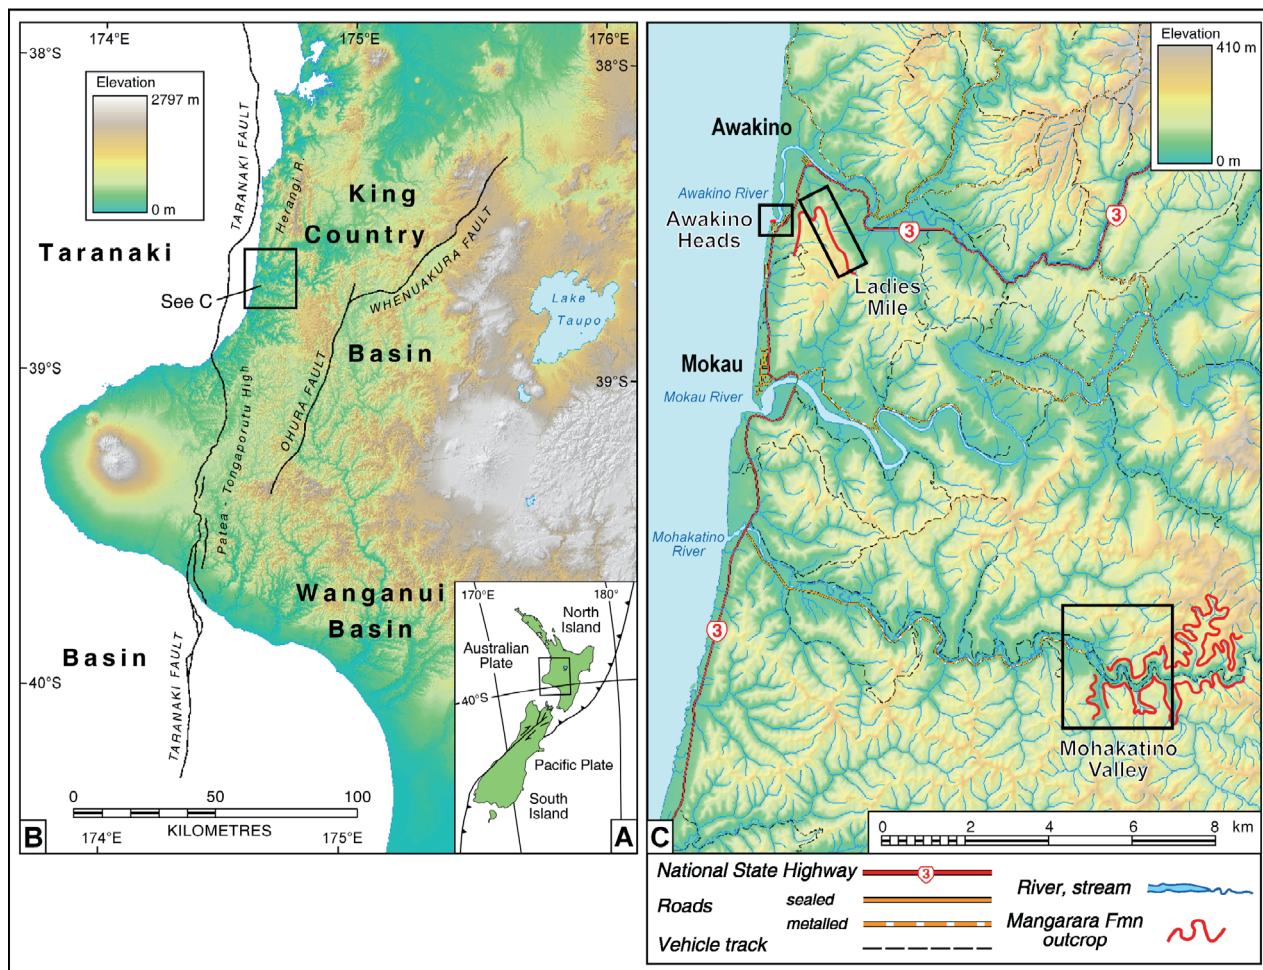 174°E
175°E
176°E
38°S
38°S
Elevation
2797 m
0 m
TARANAKI FAULT
Herangi R.
King
Country
Taranaki
See C
WHENUAKURA FAULT
Lake
Taupo
Basin
39°S
39°S
OHURA FAULT
Patea - Tongaporutu High
Wanganui
Basin
Basin
TARANAKI FAULT
40°S
0 50 100
KILOMETRES
174°E
175°E
B
170°E
180°
North
Island
Australian
Plate
40°S
Pacific Plate
South
Island
A
Elevation
410 m
0 m
Awakino
Awakino River
Awakino
Heads
3
3
Ladies
Mile
Mokau
Mokau River
Mohakatino
River
3
Mohakatino
Valley
C
0 2 4 6 8 km
National State Highway
3
Roads
sealed
metalled
Vehicle track
River, stream
Mangarara Fmn
outcrop